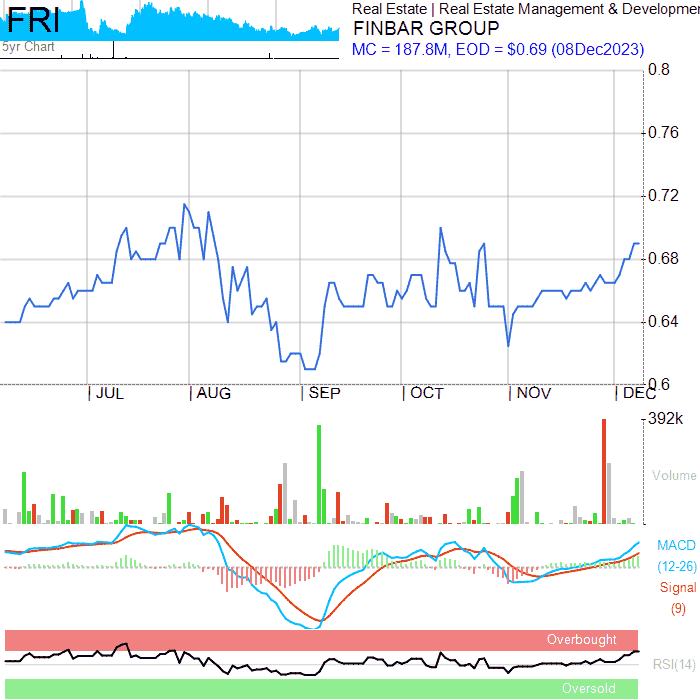 FRI
5yr Chart
Real Estate | Real Estate Management & Developmen
FINBAR GROUP
MC = 187.8M, EOD = $0.69 (08Dec2023)
0.8
0.76
0.72
0.68
0.64
0.6
JUL AUG SEP OCT NOV DEC
392k
Volume
MACD
(12-26)
Signal
(9)
Overbought
RSI(14)
Oversold